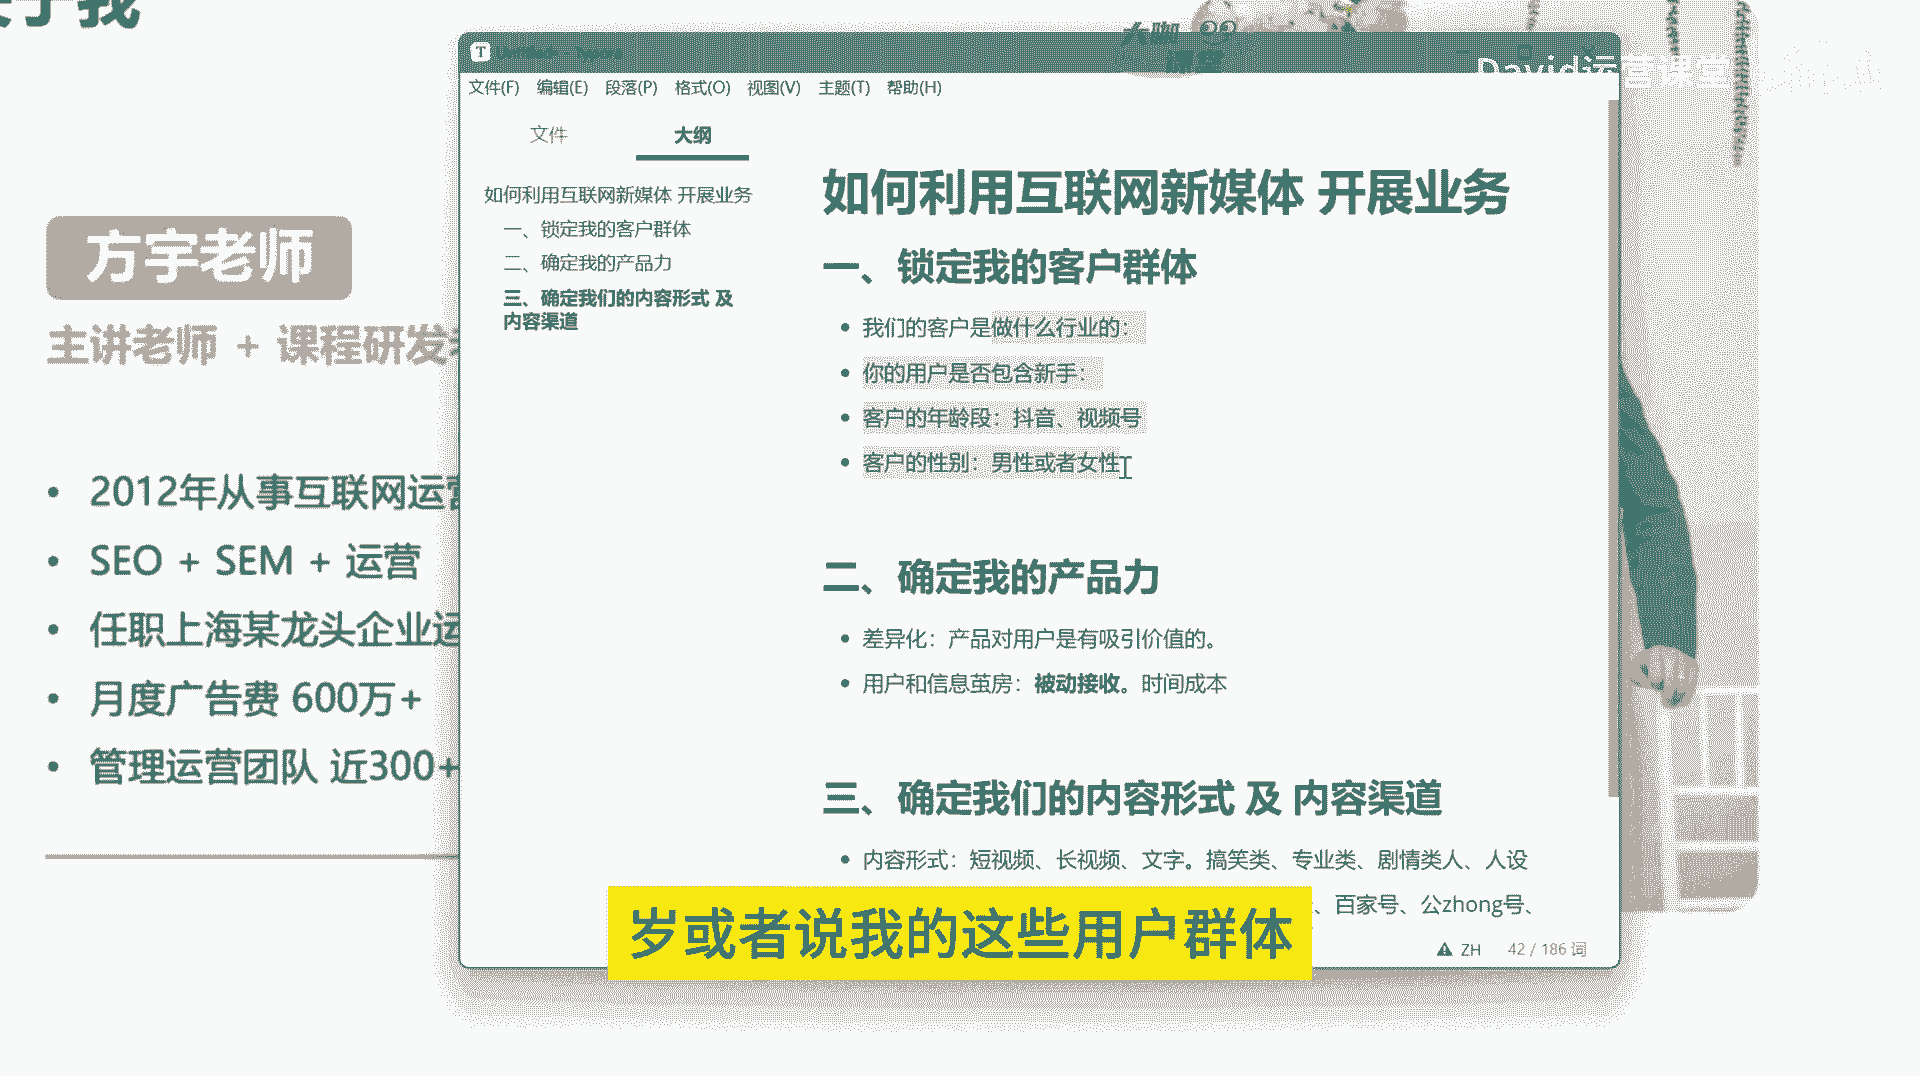 于我
方宇老师
主讲老师 + 课程研发
• 2012年从事互联网运营
• SEO + SEM + 运营
• 任职上海某龙头企业运
• 月度广告费 600万+
• 管理运营团队 近300+
大咖
课堂
David运营课堂
Untitled - Typora
文件(F) 编辑(E) 段落(P) 格式(O) 视图(V) 主题(T) 帮助(H)
文件 大纲
如何利用互联网新媒体 开展业务
一、锁定我的客户群体
二、确定我的产品力
三、确定我们的内容形式 及
内容渠道
如何利用互联网新媒体 开展业务
一、锁定我的客户群体
• 我们的客户是做什么行业的：
• 你的用户是否包含新手：
• 客户的年龄段：抖音、视频号
• 客户的性别：男性或者女性
二、确定我的产品力
• 差异化：产品对用户是有吸引价值的。
• 用户和信息茧房：被动接收。时间成本
三、确定我们的内容形式 及 内容渠道
• 内容形式：短视频、长视频、文字。搞笑类、专业类、剧情类人、人设
、百家号、公zhong号、
岁或者说我的这些用户群体
ZH 42 / 186 词